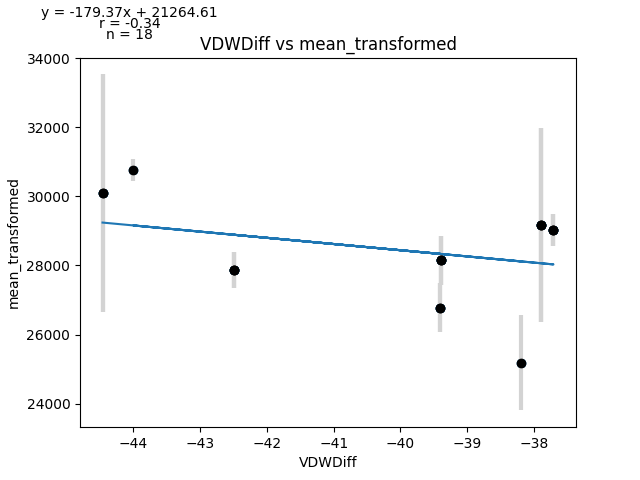 y = -179.37x + 21264.61
r = -0.34
n = 18
VDWDiff vs mean_transformed
34000
32000
30000
28000
26000
24000
mean_transformed
−44
−43
−42
−41
−40
−39
−38
VDWDiff